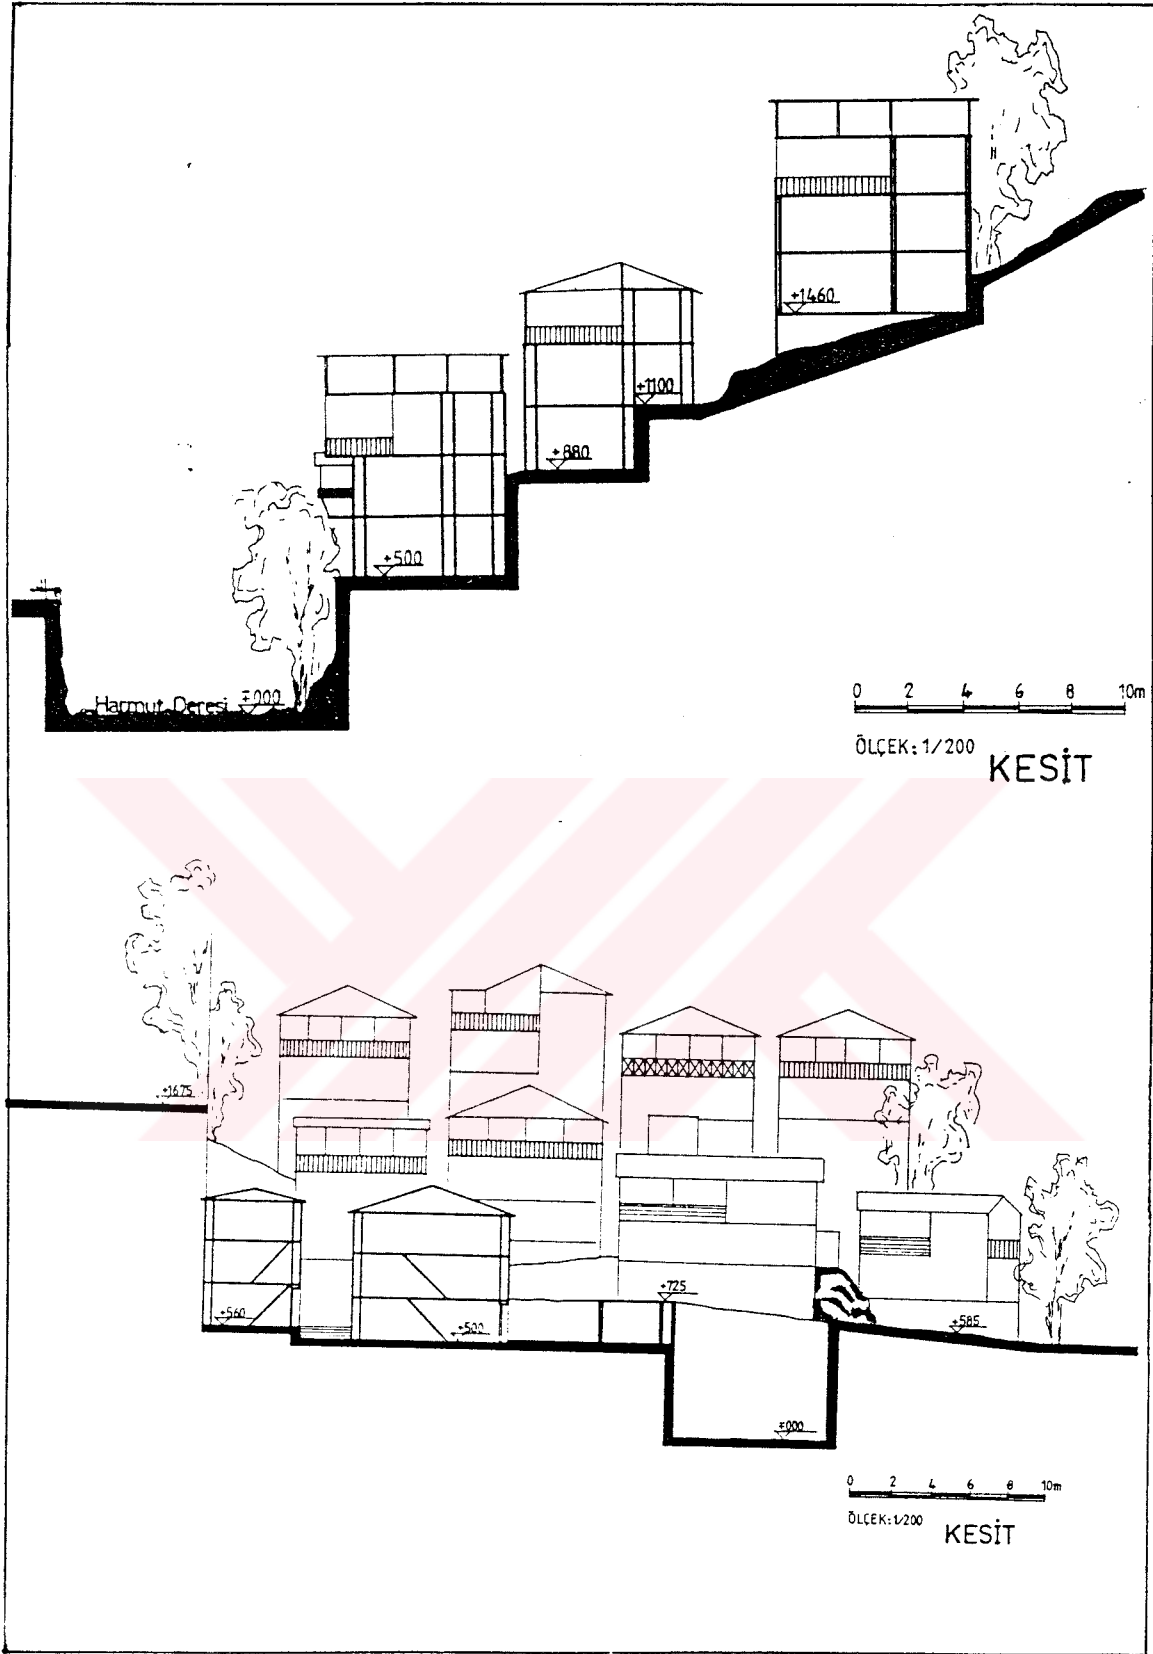 +1460
+1100
+880
+500
Harmut Deresi ∓000
0 2 4 6 8 10m
ÖLÇEK: 1/200
KESİT
+1675
+725
+560
+500
+585
∓000
0 2 4 6 8 10m
ÖLÇEK:1/200
KESİT